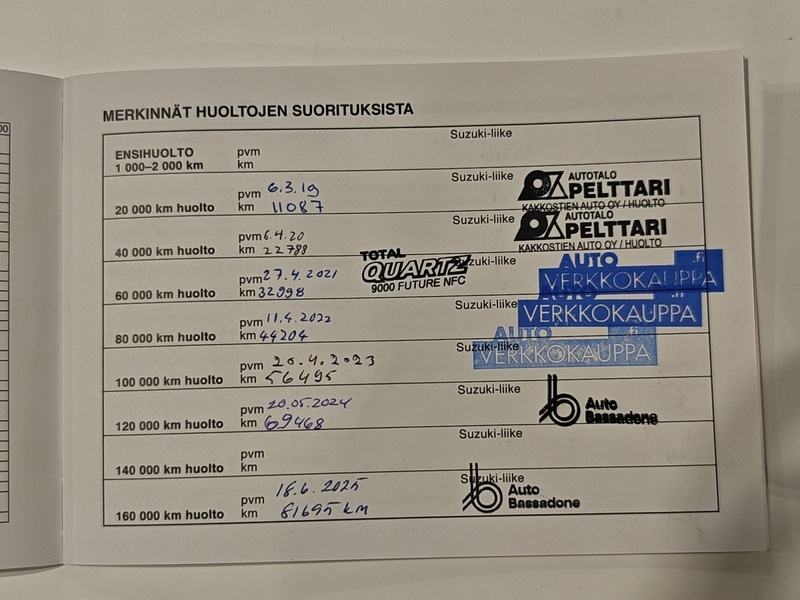 00
MERKINNÄT HUOLTOJEN SUORITUKSISTA
ENSIHUOLTO pvm Suzuki-liike
1 000–2 000 km km
pvm 6.3.19 Suzuki-liike AUTOTALO
20 000 km huolto km 11087 PELTTARI
KAKKOSTIEN AUTO OY / HUOLTO
pvm 6.4.20 Suzuki-liike AUTOTALO
40 000 km huolto km 22788 PELTTARI
KAKKOSTIEN AUTO OY / HUOLTO
pvm 27.4.2021 TOTAL Suzuki-liike AUTO .fi
60 000 km huolto km 32998 QUARTZ VERKKOKAUPPA
9000 FUTURE NFC
pvm 11.4.2022 Suzuki-liike AUTO .fi
80 000 km huolto km 44204 VERKKOKAUPPA
pvm 20.4.2023 Suzuki-liike AUTO .fi
100 000 km huolto km 56495 VERKKOKAUPPA
pvm 20.05.2024 Suzuki-liike Auto
120 000 km huolto km 69468 Bassadone
pvm Suzuki-liike
140 000 km huolto km
pvm 18.6.2025 Suzuki-liike Auto
160 000 km huolto km 81695 km Bassadone